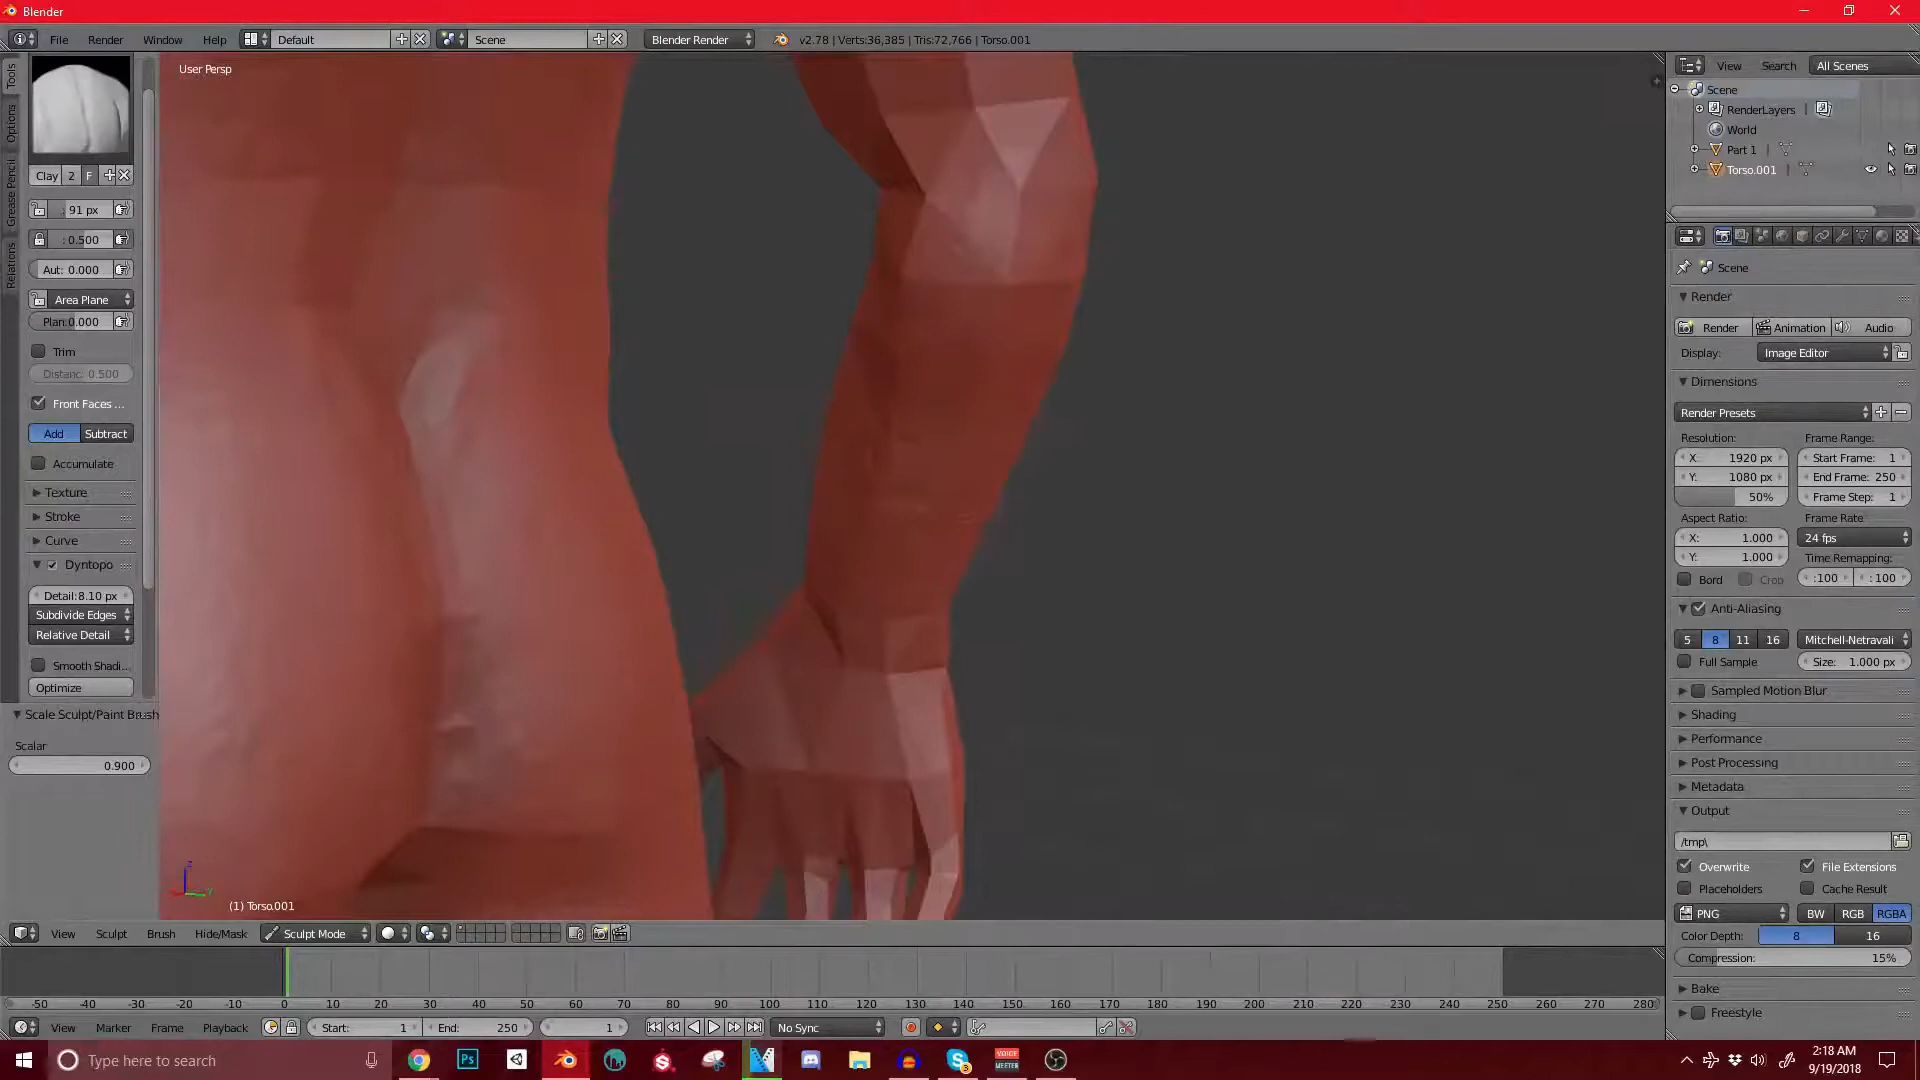 Blender
File Render Window Help Default Scene Blender Render v2.78 | Verts:36,385 | Tris:72,766 | Torso.001
User Persp
Tools
Options
Grease Pencil
Relations
Clay 2 F
: 91 px
: 0.500
Aut: 0.000
Area Plane
Plan:0.000
Trim
Distanc: 0.500
Front Faces ...
Add Subtract
Accumulate
Texture
Stroke
Curve
Dyntopo
Detail:8.10 px
Subdivide Edges
Relative Detail
Smooth Shadi...
Optimize
Scale Sculpt/Paint Brush
Scalar
0.900
z
Y
(1) Torso.001
View Sculpt Brush Hide/Mask Sculpt Mode
-50 -40 -30 -20 -10 0 10 20 30 40 50 60 70 80 90 100 110 120 130 140 150 160 170 180 190 200 210 220 230 240 250 260 270 280
View Marker Frame Playback Start: 1 End: 250 1 No Sync
View Search All Scenes
Scene
RenderLayers
World
Part 1
Torso.001
Scene
Render
Render Animation Audio
Display: Image Editor
Dimensions
Render Presets
Resolution: Frame Range:
X: 1920 px Start Frame: 1
Y: 1080 px End Frame: 250
50% Frame Step: 1
Aspect Ratio: Frame Rate
X: 1.000 24 fps
Y: 1.000 Time Remapping:
Bord Crop :100 : 100
Anti-Aliasing
5 8 11 16 Mitchell-Netravali
Full Sample Size: 1.000 px
Sampled Motion Blur
Shading
Performance
Post Processing
Metadata
Output
/tmp\
Overwrite File Extensions
Placeholders Cache Result
PNG BW RGB RGBA
Color Depth: 8 16
Compression: 15%
Bake
Freestyle
Type here to search
Ps
VOICE
MEETER
3
2:18 AM
9/19/2018